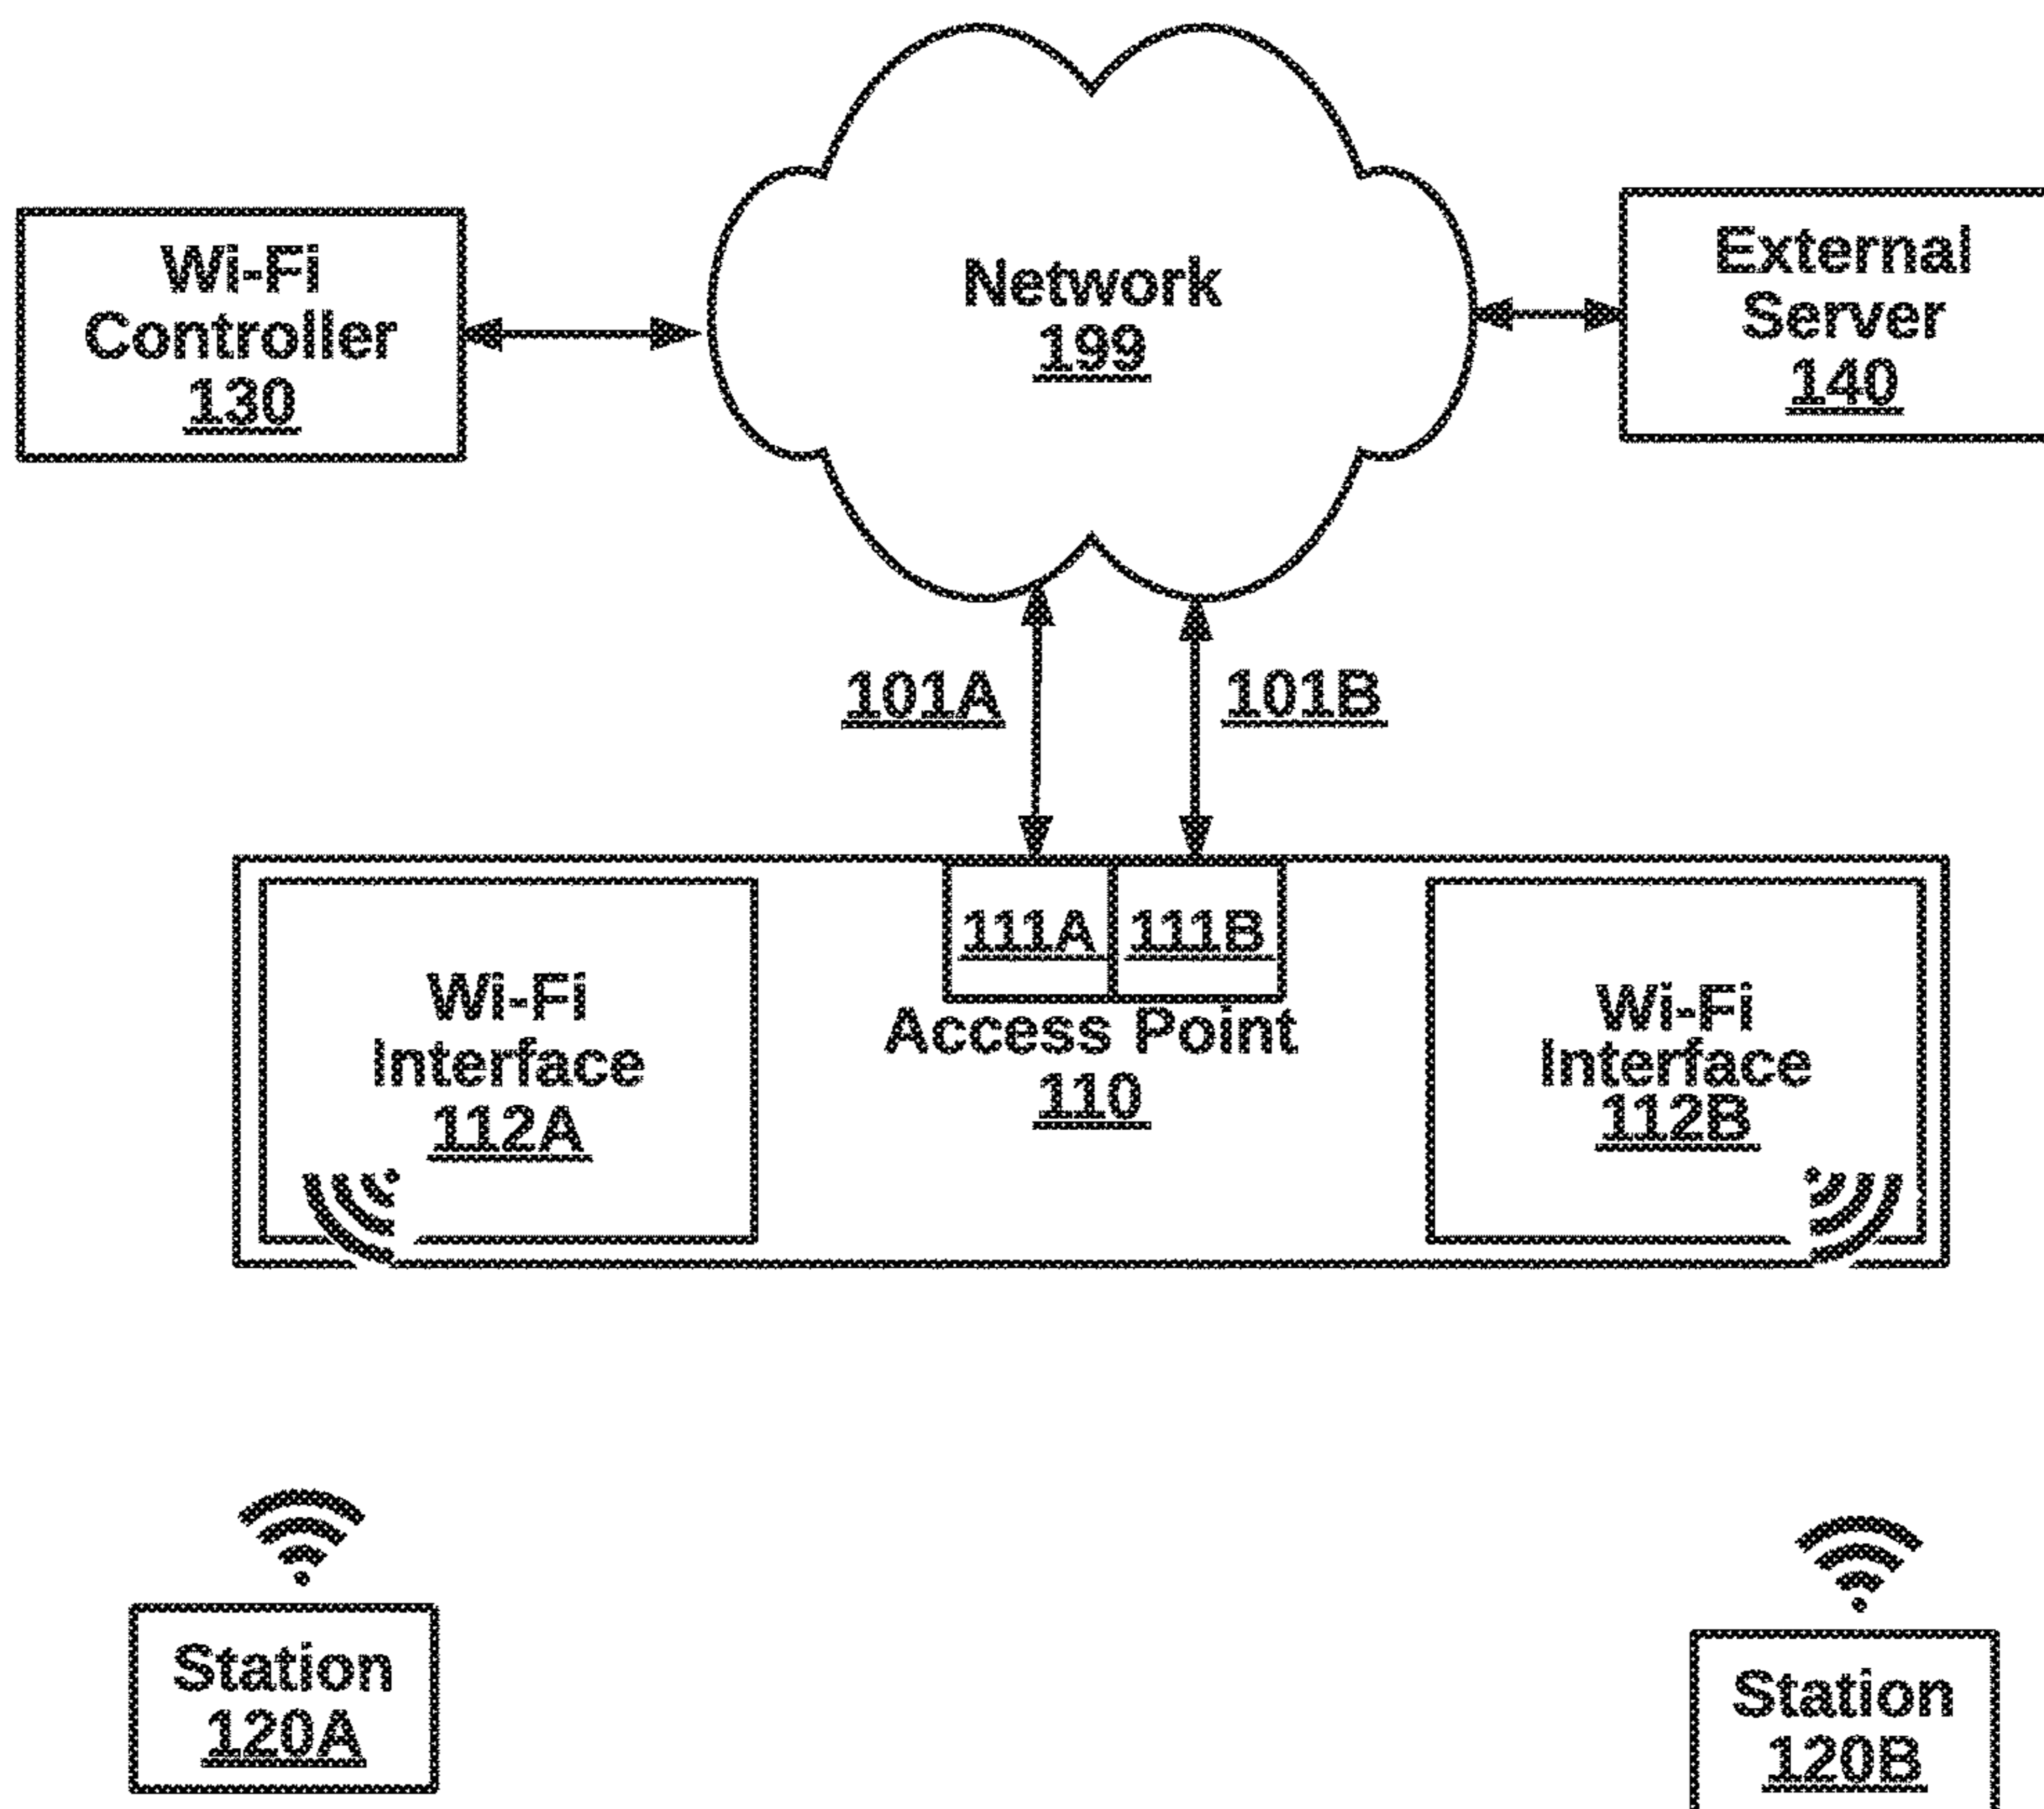 Wi-Fi
Controller
130
Network
199
External
Server
140
101A
101B
111A
111B
Wi-Fi
Interface
112A
Access Point
110
Wi-Fi
Interface
112B
Station
120A
Station
120B